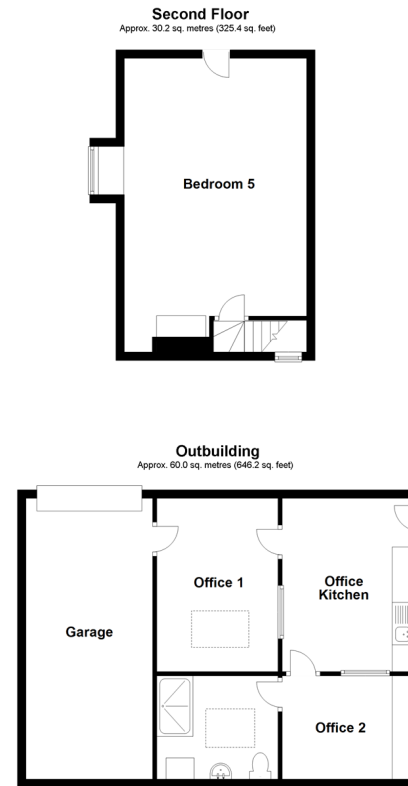 Second Floor
Approx. 30.2 sq. metres (325.4 sq. feet)
Bedroom 5
Outbuilding
Approx. 60.0 sq. metres (646.2 sq. feet)
Office 1
Office
Kitchen
Garage
Office 2